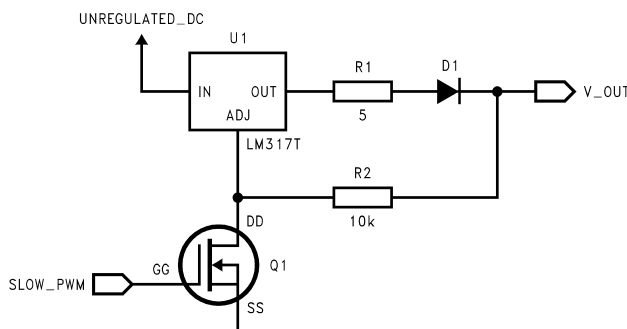 UNREGULATED_DC
U1
R1
D1
IN
OUT
V_OUT
ADJ
5
LM317T
R2
DD
10k
GG
Q1
SLOW_PWM
SS